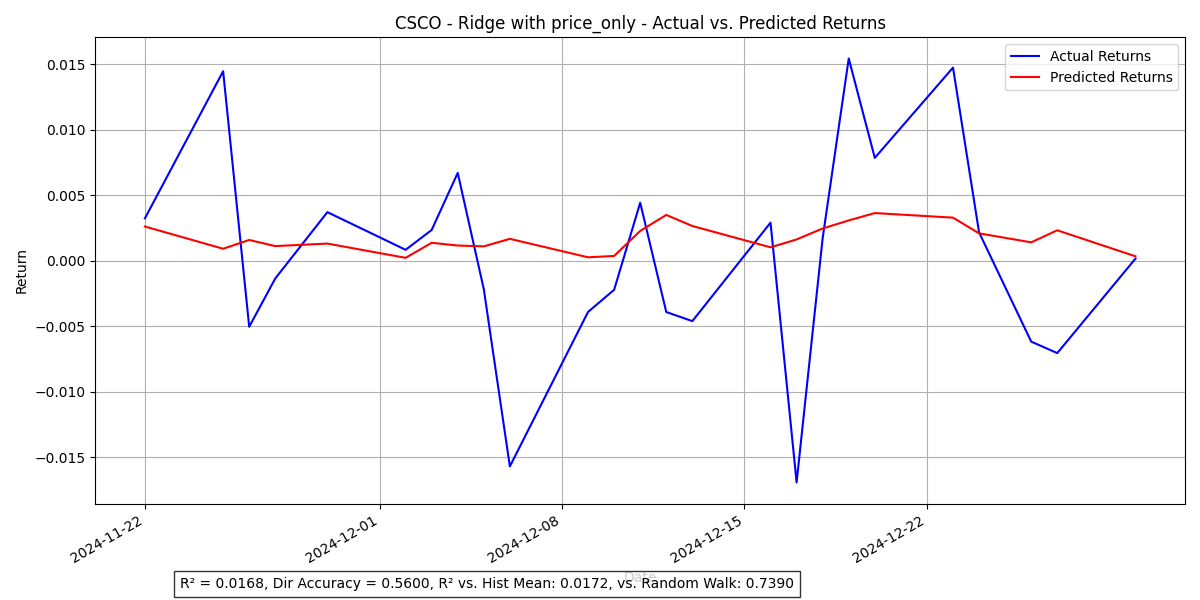 CSCO - Ridge with price_only - Actual vs. Predicted Returns
Actual Returns
Predicted Returns
0.015
0.010
0.005
0.000
−0.005
−0.010
−0.015
Return
2024-11-22
2024-12-01
2024-12-08
2024-12-15
2024-12-22
Date
R² = 0.0168, Dir Accuracy = 0.5600, R² vs. Hist Mean: 0.0172, vs. Random Walk: 0.7390